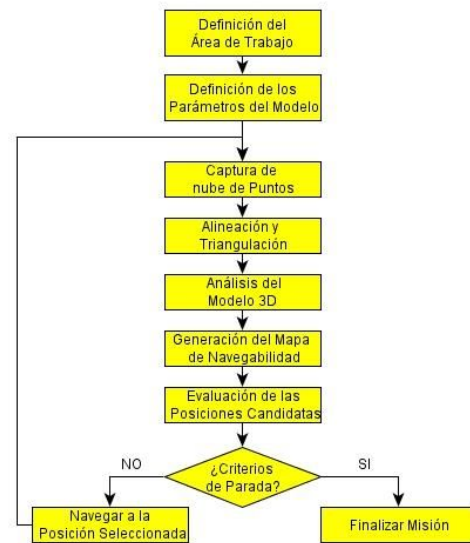 Definición del
Área de Trabajo
Definición de los
Parámetros del Modelo
Captura de
nube de Puntos
Alineación y
Triangulación
Análisis del
Modelo 3D
Generación del Mapa
de Navegabilidad
Evaluación de las
Posiciones Candidatas
¿Criterios
de Parada?
NO
SI
Navegar a la
Posición Seleccionada
Finalizar Misión